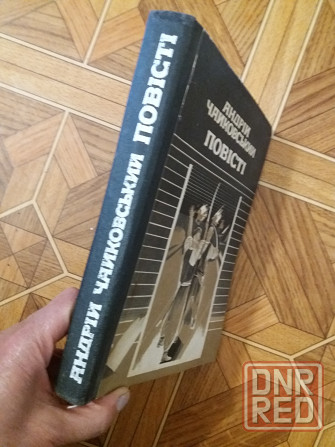 АНДРІЙ ЧАЙКОВСЬКИЙ ПОВІСТІ
АНДРІЙ
ЧАЙКОВСЬКИЙ
ПОВІСТІ
DNR
RED